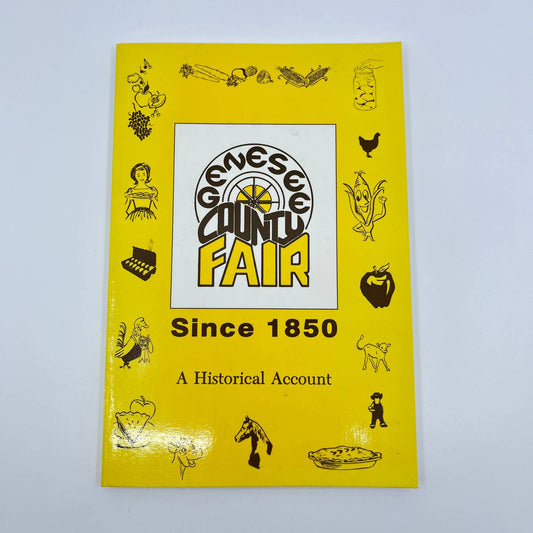 GENESEE
COUNTY
FAIR
Since 1850
A Historical Account